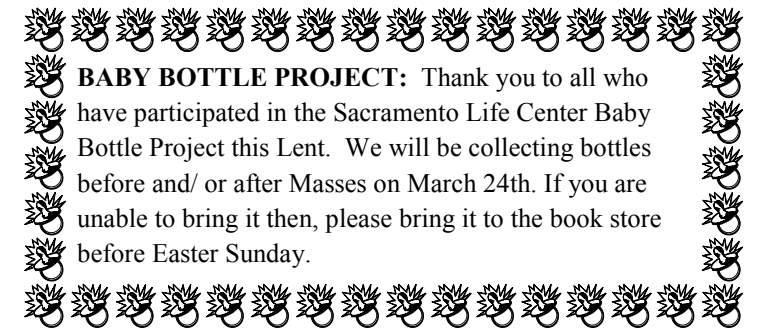 BABY BOTTLE PROJECT:  Thank you to all who
have participated in the Sacramento Life Center Baby
Bottle Project this Lent.  We will be collecting bottles
before and/ or after Masses on March 24th. If you are
unable to bring it then, please bring it to the book store
before Easter Sunday.